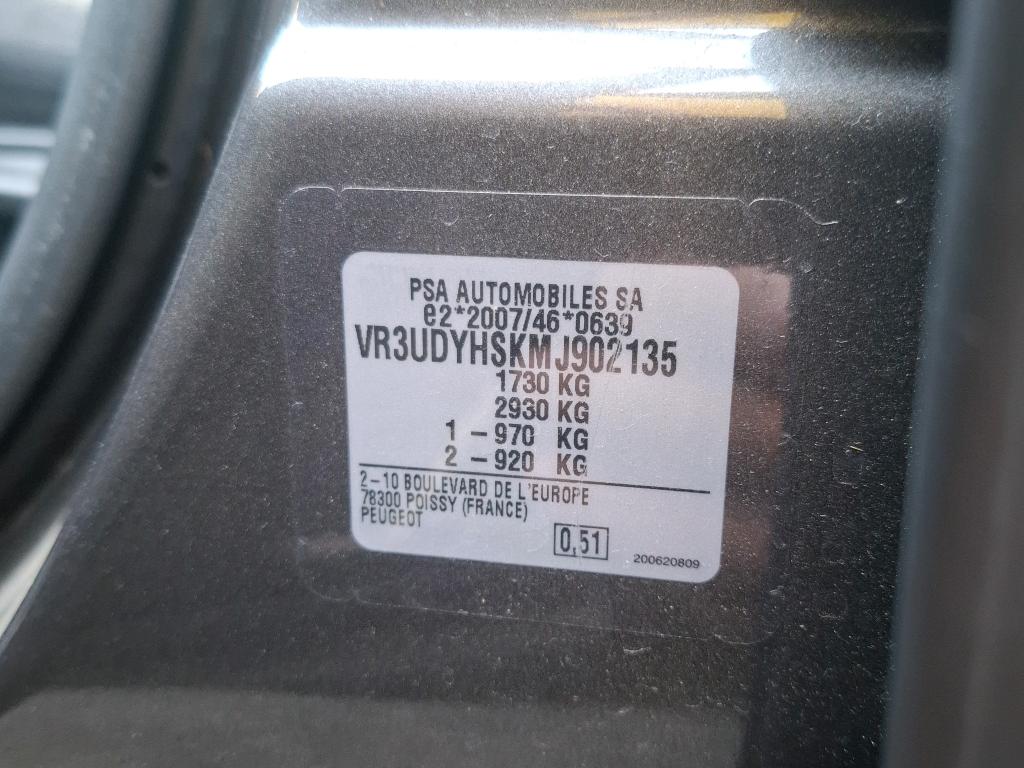 PSA AUTOMOBILES SA
e2*2007/46*0639
VR3UDYHSKMJ902135
1730 KG
2930 KG
1 – 970 KG
2 – 920 KG
2 – 10 BOULEVARD DE L'EUROPE
78300 POISSY (FRANCE)
PEUGEOT
0,51
200620809